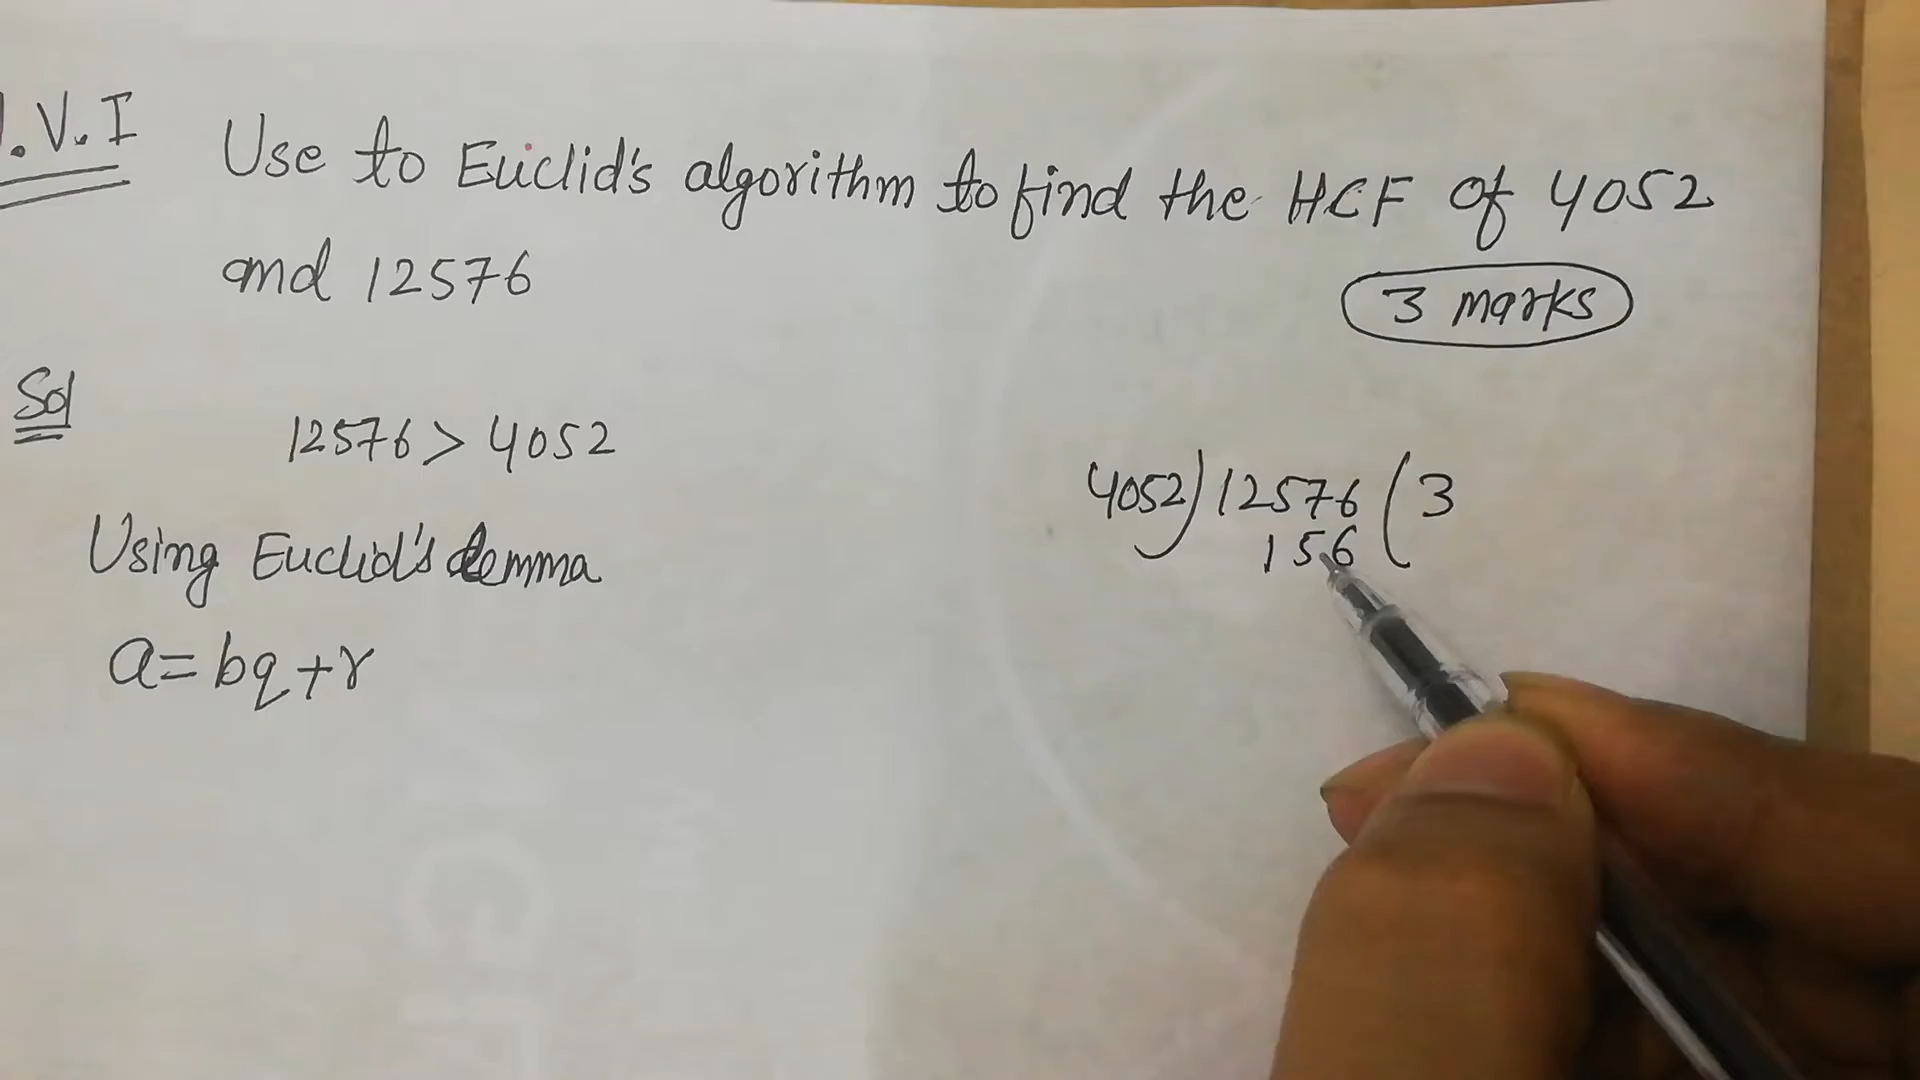 .V.I
Use to Euclid's algorithm to find the HCF of 4052
and 12576
3 marks
Sol
12576 > 4052
4052) 12576 ( 3
156
Using Euclid's Lemma
a = bq + r